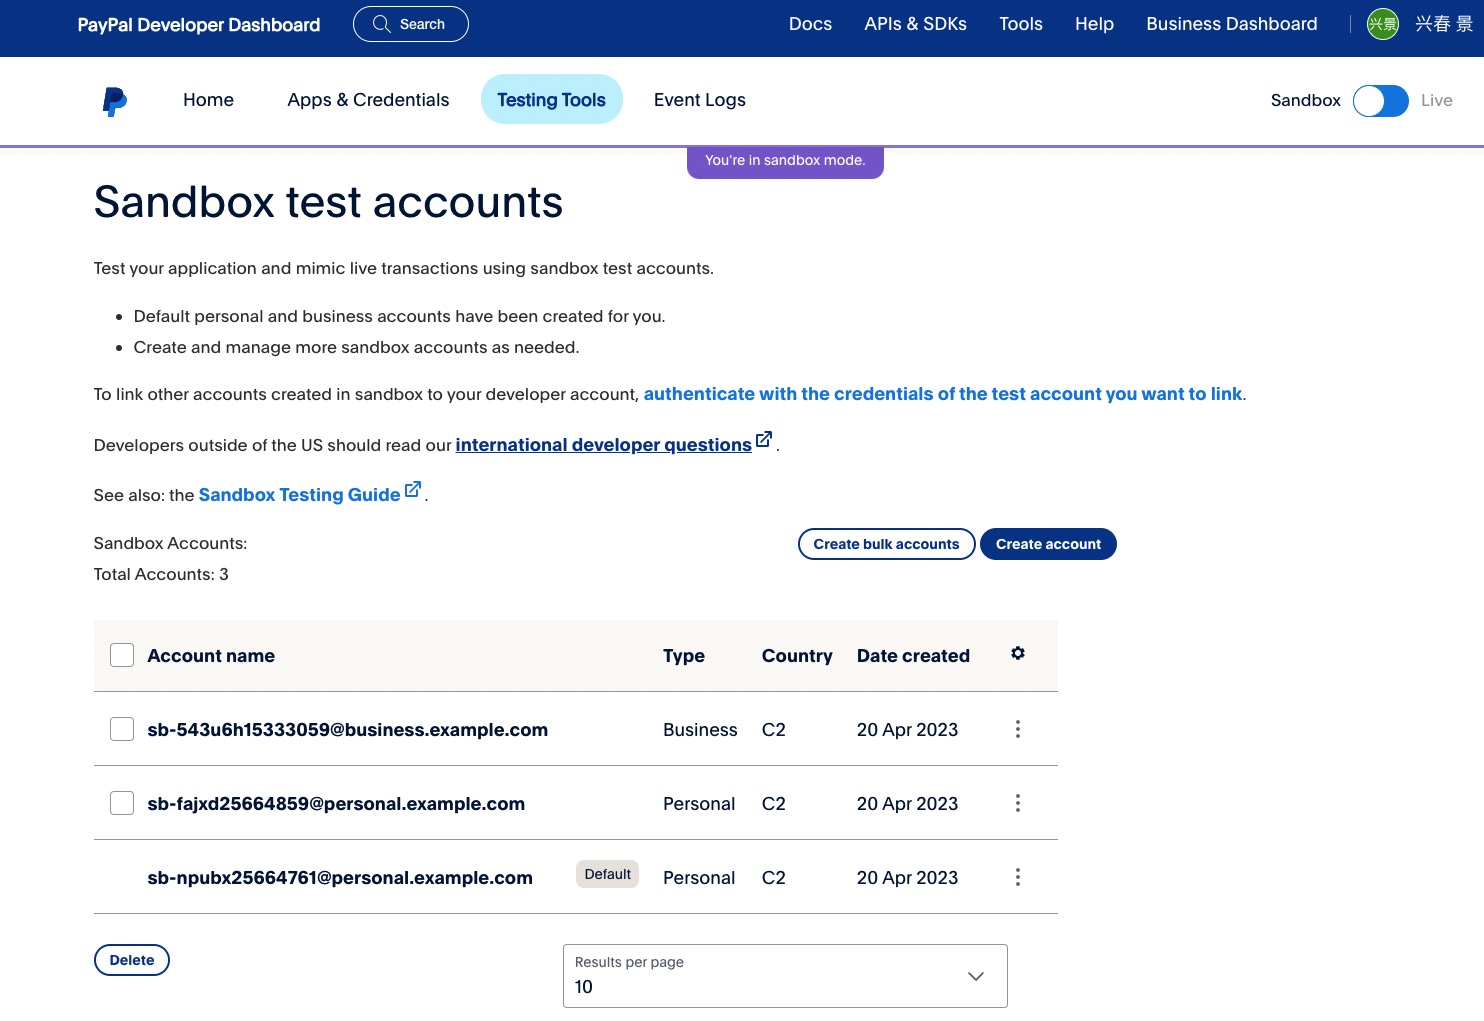 PayPal Developer Dashboard Search Docs APIs & SDKs Tools Help Business Dashboard 兴景 兴春 景
Home Apps & Credentials Testing Tools Event Logs Sandbox Live
You're in sandbox mode.
Sandbox test accounts
Test your application and mimic live transactions using sandbox test accounts.
• Default personal and business accounts have been created for you.
• Create and manage more sandbox accounts as needed.
To link other accounts created in sandbox to your developer account, authenticate with the credentials of the test account you want to link.
Developers outside of the US should read our international developer questions .
See also: the Sandbox Testing Guide .
Sandbox Accounts: Create bulk accounts Create account
Total Accounts: 3
Account name Type Country Date created
sb-543u6h15333059@business.example.com Business C2 20 Apr 2023
sb-fajxd25664859@personal.example.com Personal C2 20 Apr 2023
sb-npubx25664761@personal.example.com Default Personal C2 20 Apr 2023
Delete Results per page
10